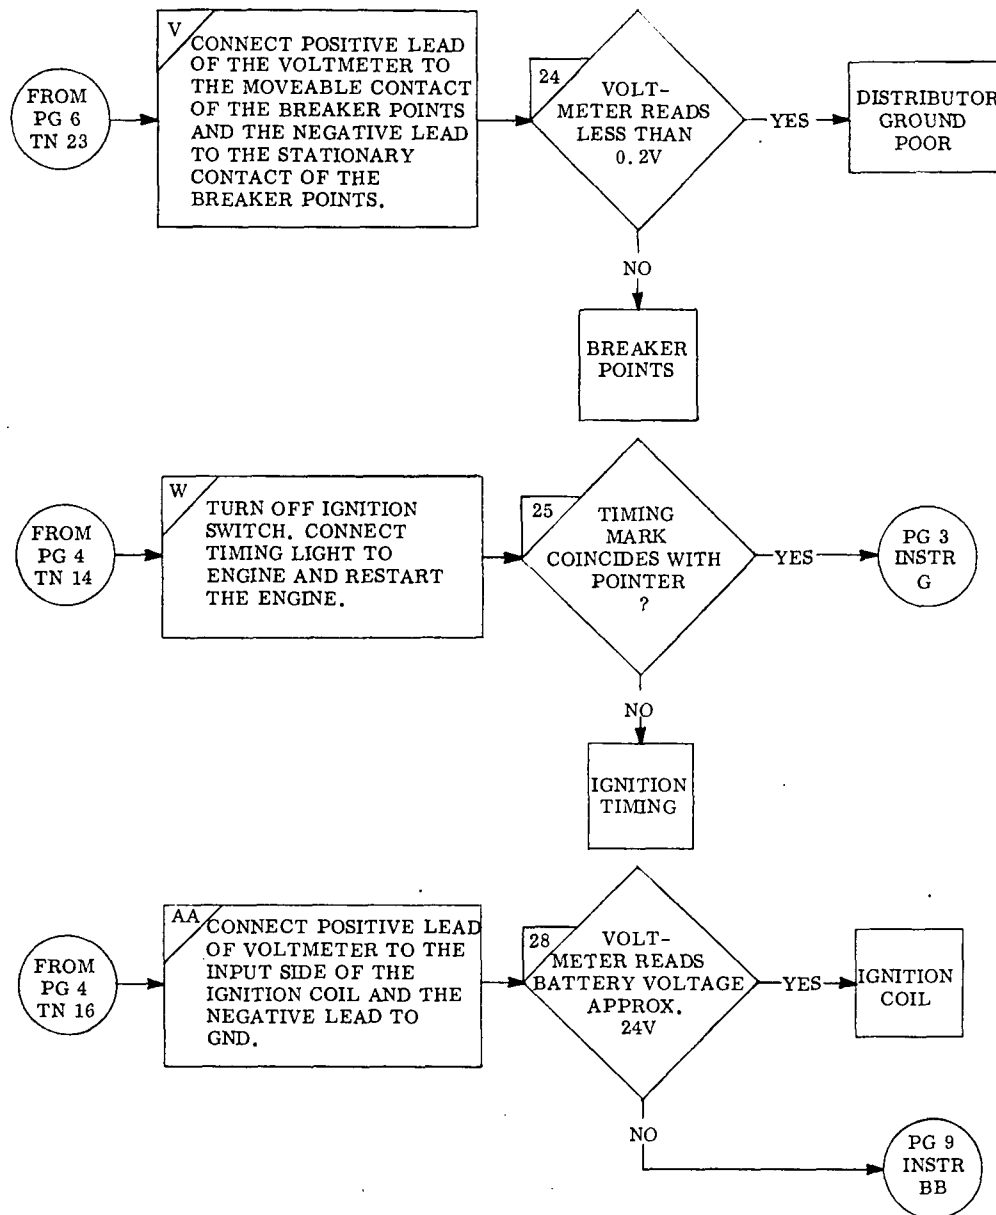 FROM
PG 6
TN 23
V
CONNECT POSITIVE LEAD
OF THE VOLTMETER TO
THE MOVEABLE CONTACT
OF THE BREAKER POINTS
AND THE NEGATIVE LEAD
TO THE STATIONARY
CONTACT OF THE
BREAKER POINTS.
24
VOLT-
METER READS
LESS THAN
0.2V
YES
DISTRIBUTOR
GROUND
POOR
NO
BREAKER
POINTS
FROM
PG 4
TN 14
W
TURN OFF IGNITION
SWITCH. CONNECT
TIMING LIGHT TO
ENGINE AND RESTART
THE ENGINE.
25
TIMING
MARK
COINCIDES WITH
POINTER
?
YES
PG 3
INSTR
G
NO
IGNITION
TIMING
FROM
PG 4
TN 16
AA
CONNECT POSITIVE LEAD
OF VOLTMETER TO THE
INPUT SIDE OF THE
IGNITION COIL AND THE
NEGATIVE LEAD TO
GND.
28
VOLT-
METER READS
BATTERY VOLTAGE
APPROX.
24V
YES
IGNITION
COIL
NO
PG 9
INSTR
BB